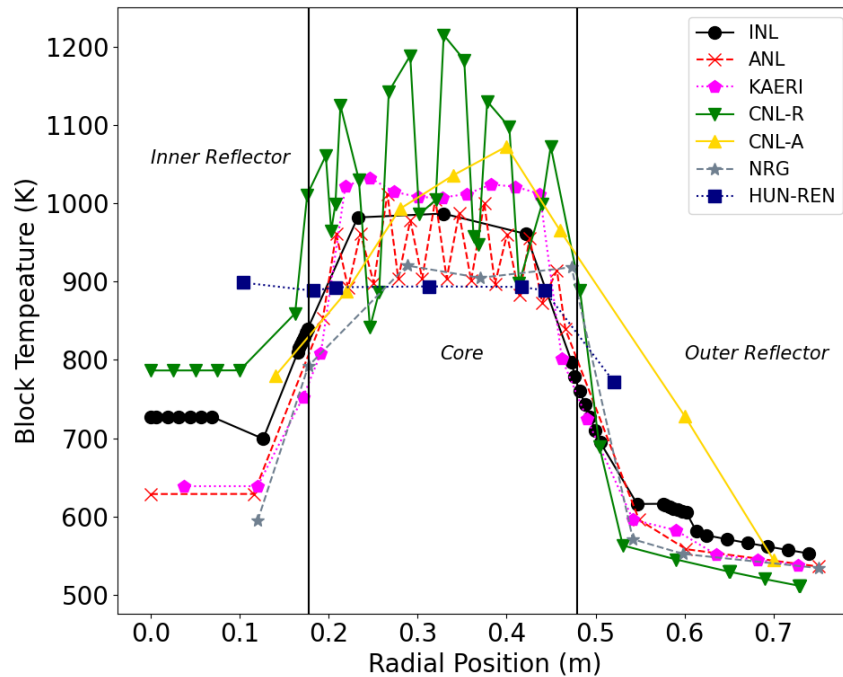 Block Tempeature (K)
1200
1100
1000
900
800
700
600
500
Inner Reflector
Core
Outer Reflector
INL
ANL
KAERI
CNL-R
CNL-A
NRG
HUN-REN
0.0 0.1 0.2 0.3 0.4 0.5 0.6 0.7
Radial Position (m)